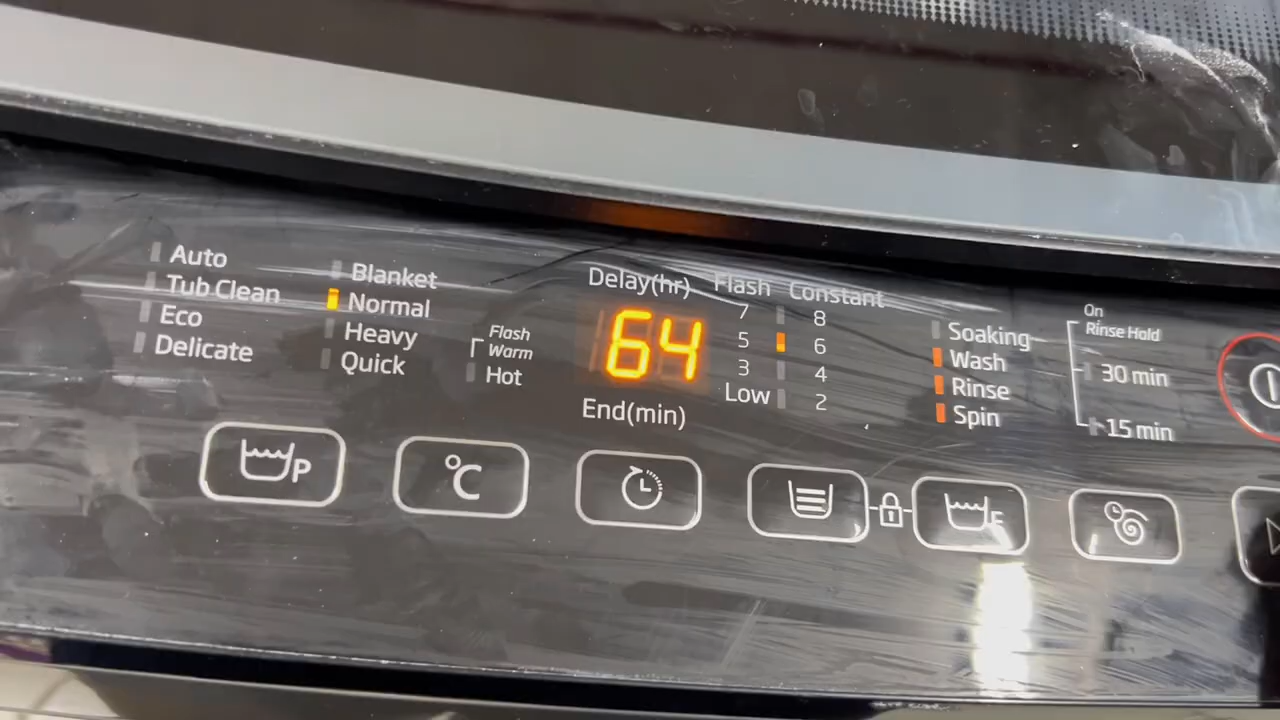 Auto
Tub Clean
Eco
Delicate
Blanket
Normal
Heavy
Quick
Flash
Warm
Hot
Delay(hr)
64
End(min)
Flash
7
5
3
Low
Constant
8
6
4
2
Soaking
Wash
Rinse
Spin
On
Rinse Hold
30 min
15 min
P
°C
F